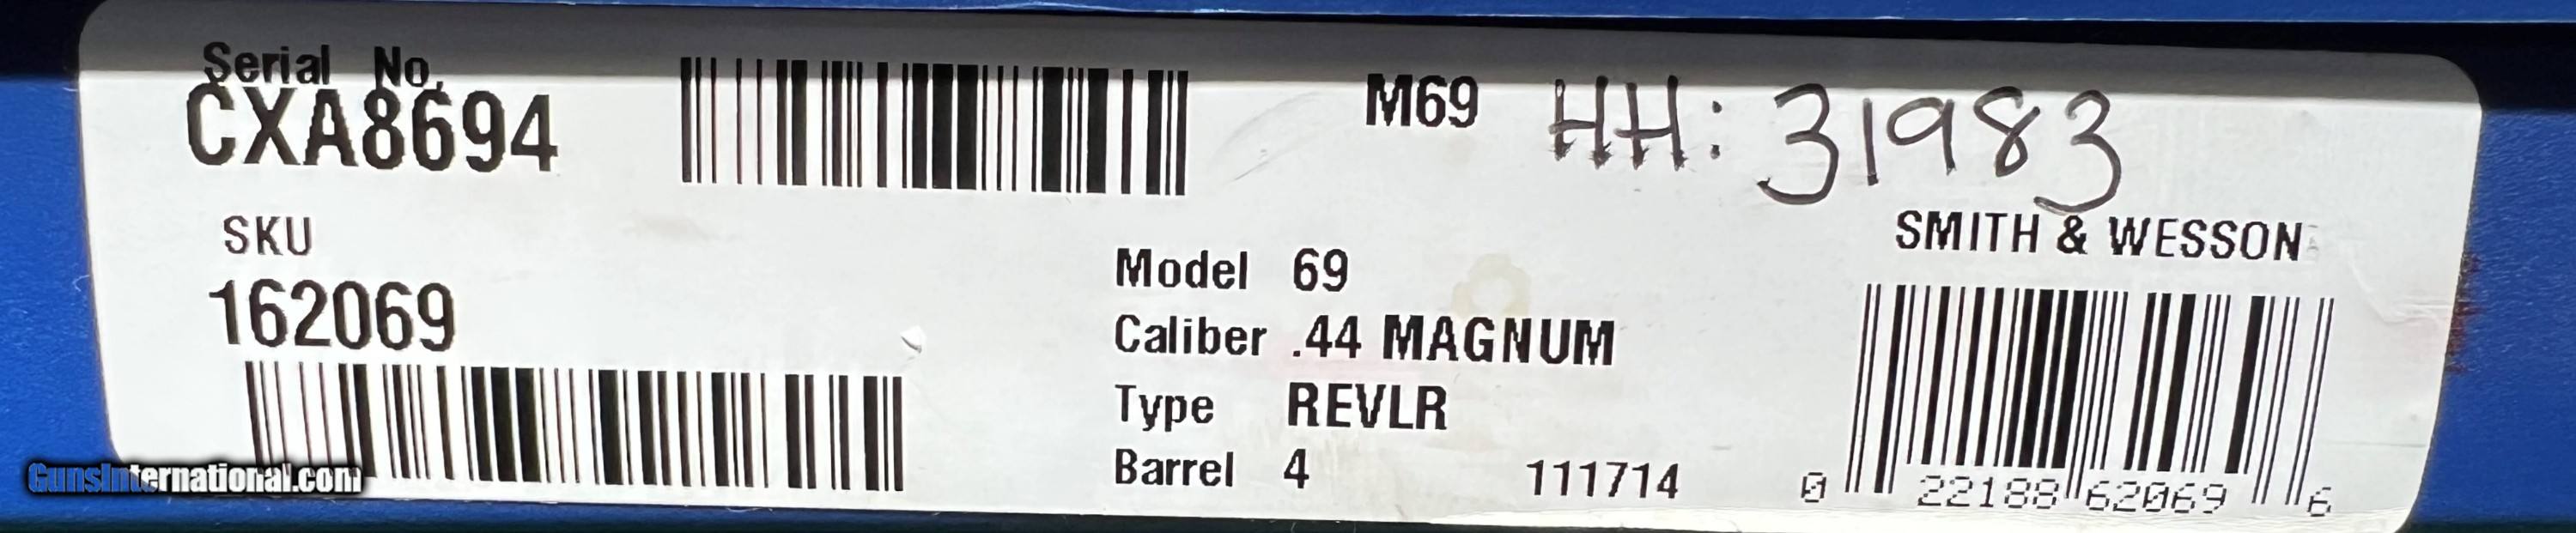 Serial No.
CXA8694
M69 HH: 31983
SKU
162069
SMITH & WESSON
Model 69
Caliber .44 MAGNUM
Type REVLR
Barrel 4 111714
0 22188 62069 6
GunsInternational.com